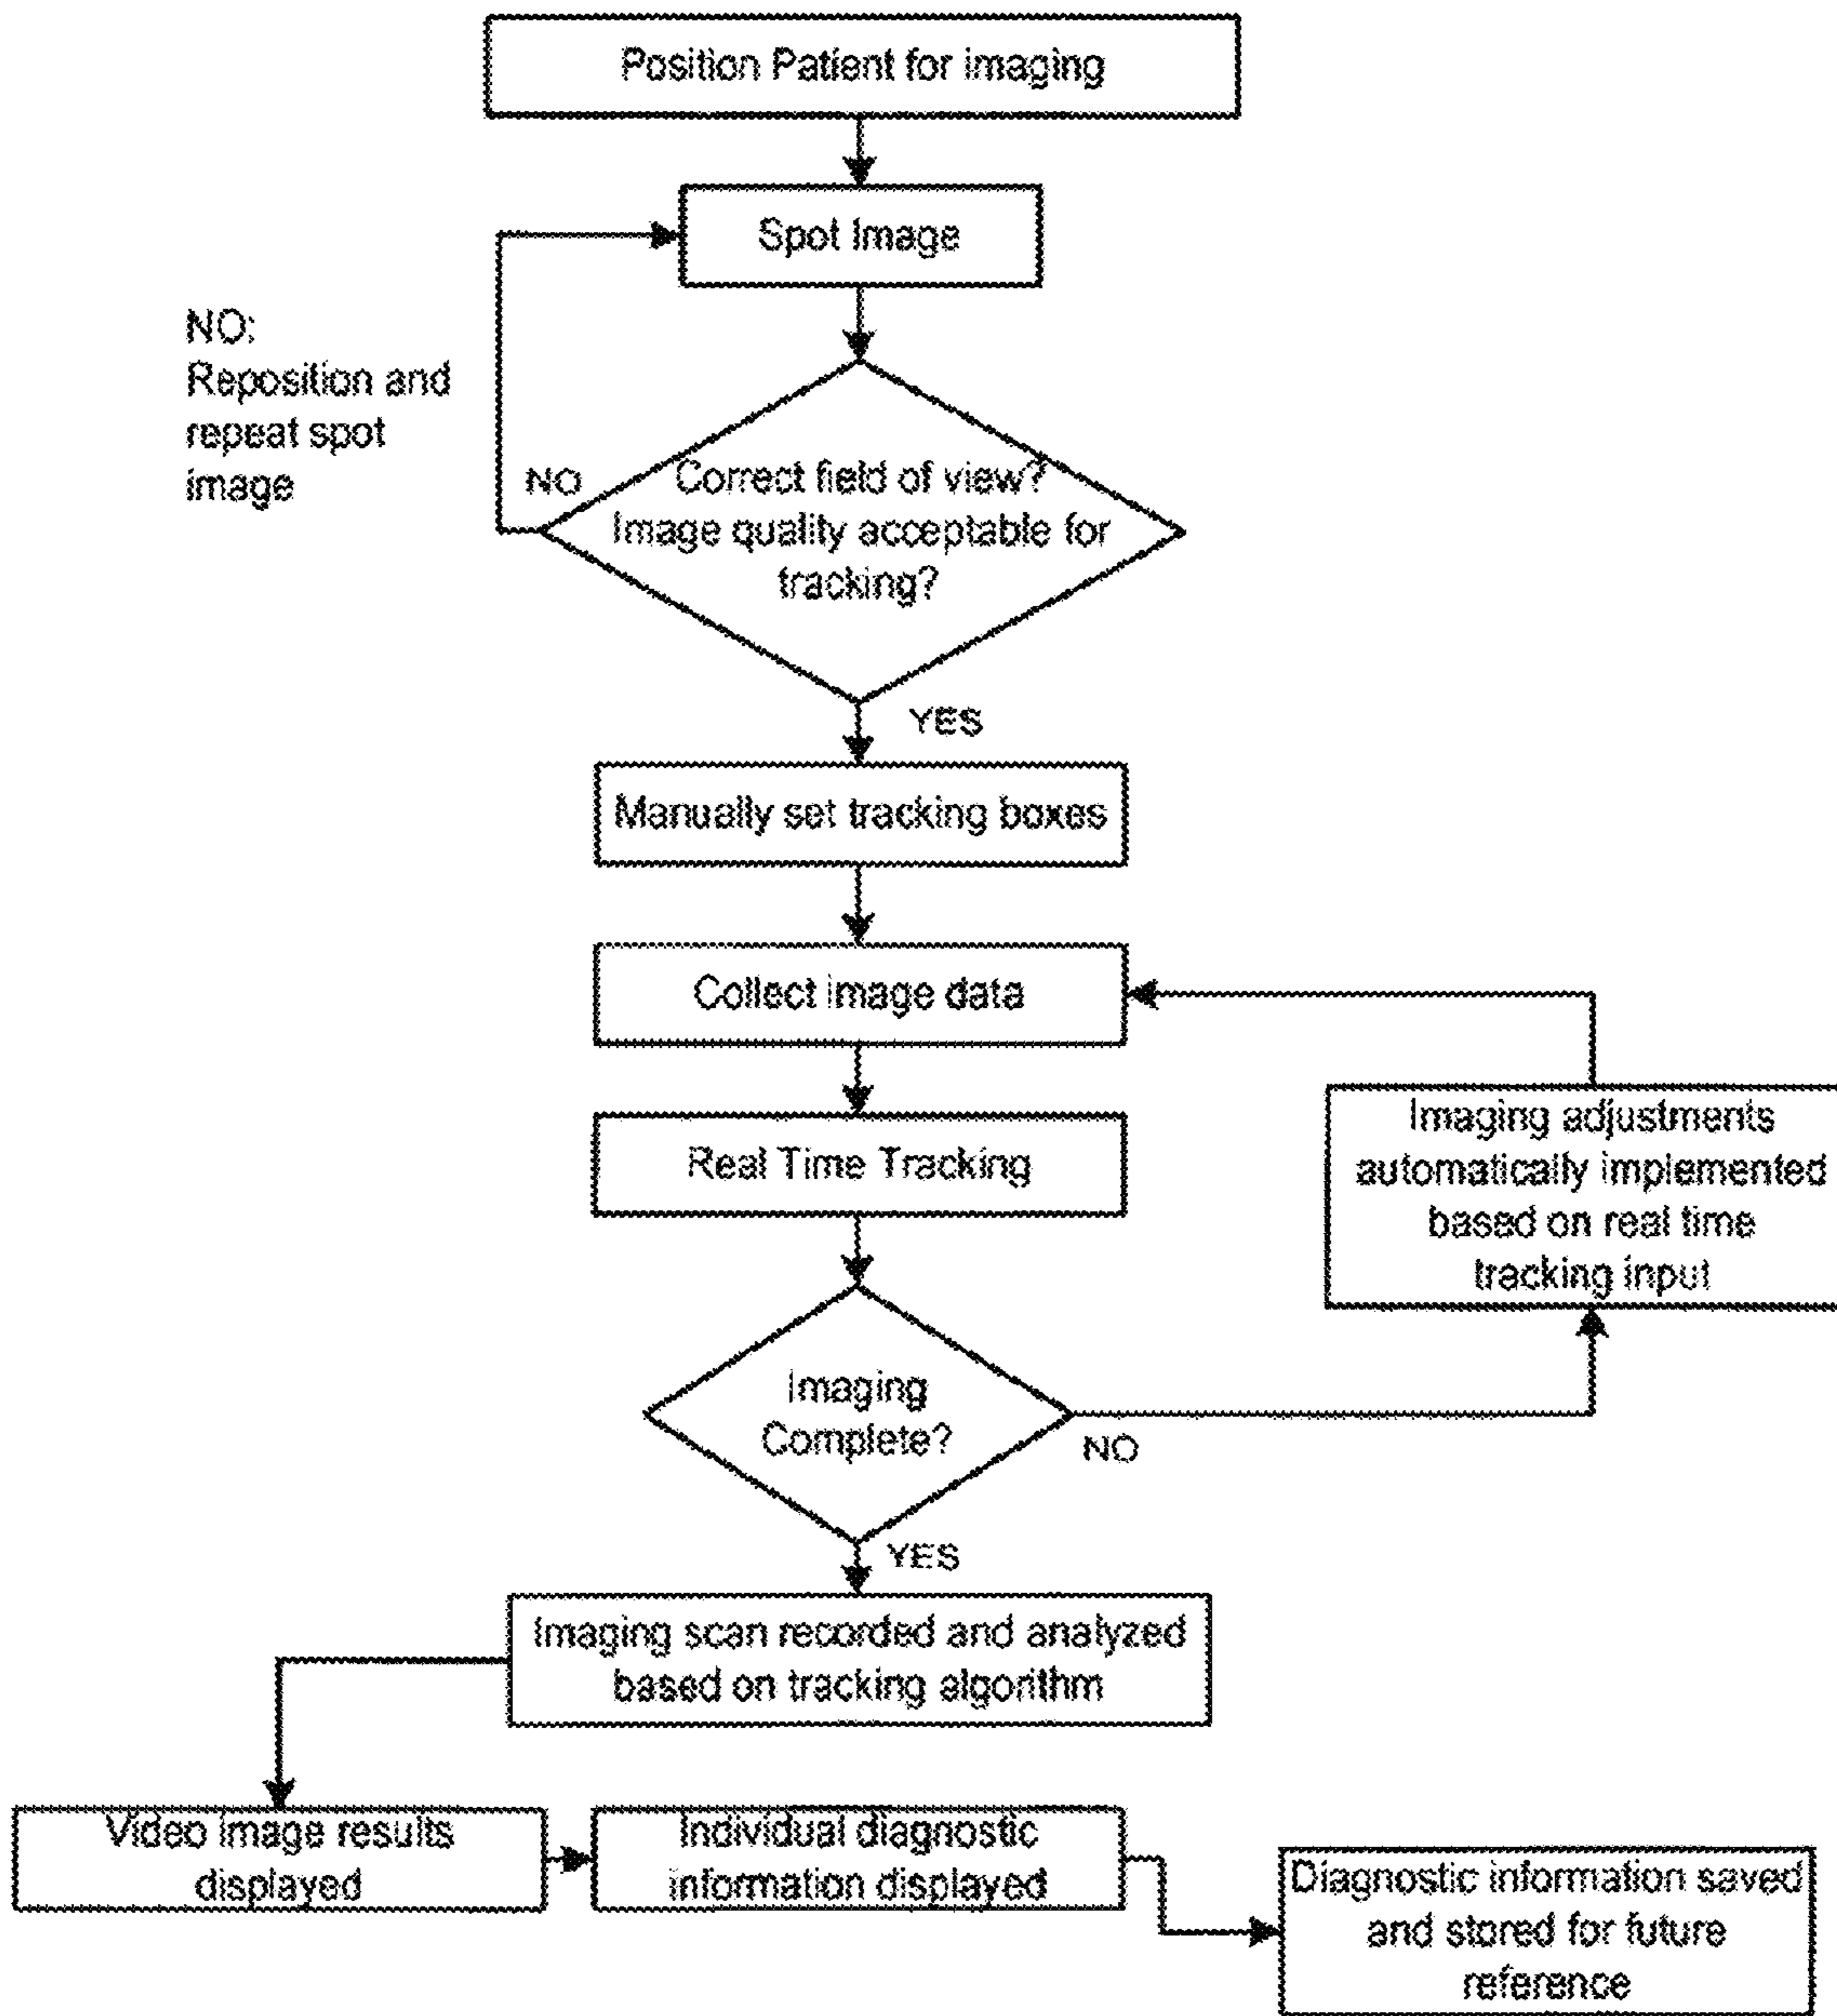 Position Patient for imaging
Spot Image
NO:
Reposition and
repeat spot
image
NO
Correct field of view?
Image quality acceptable for
tracking?
YES
Manually set tracking boxes
Collect image data
Real Time Tracking
Imaging adjustments
automatically implemented
based on real time
tracking input
Imaging
Complete?
NO
YES
Imaging scan recorded and analyzed
based on tracking algorithm
Video image results
displayed
Individual diagnostic
information displayed
Diagnostic information saved
and stored for future
reference